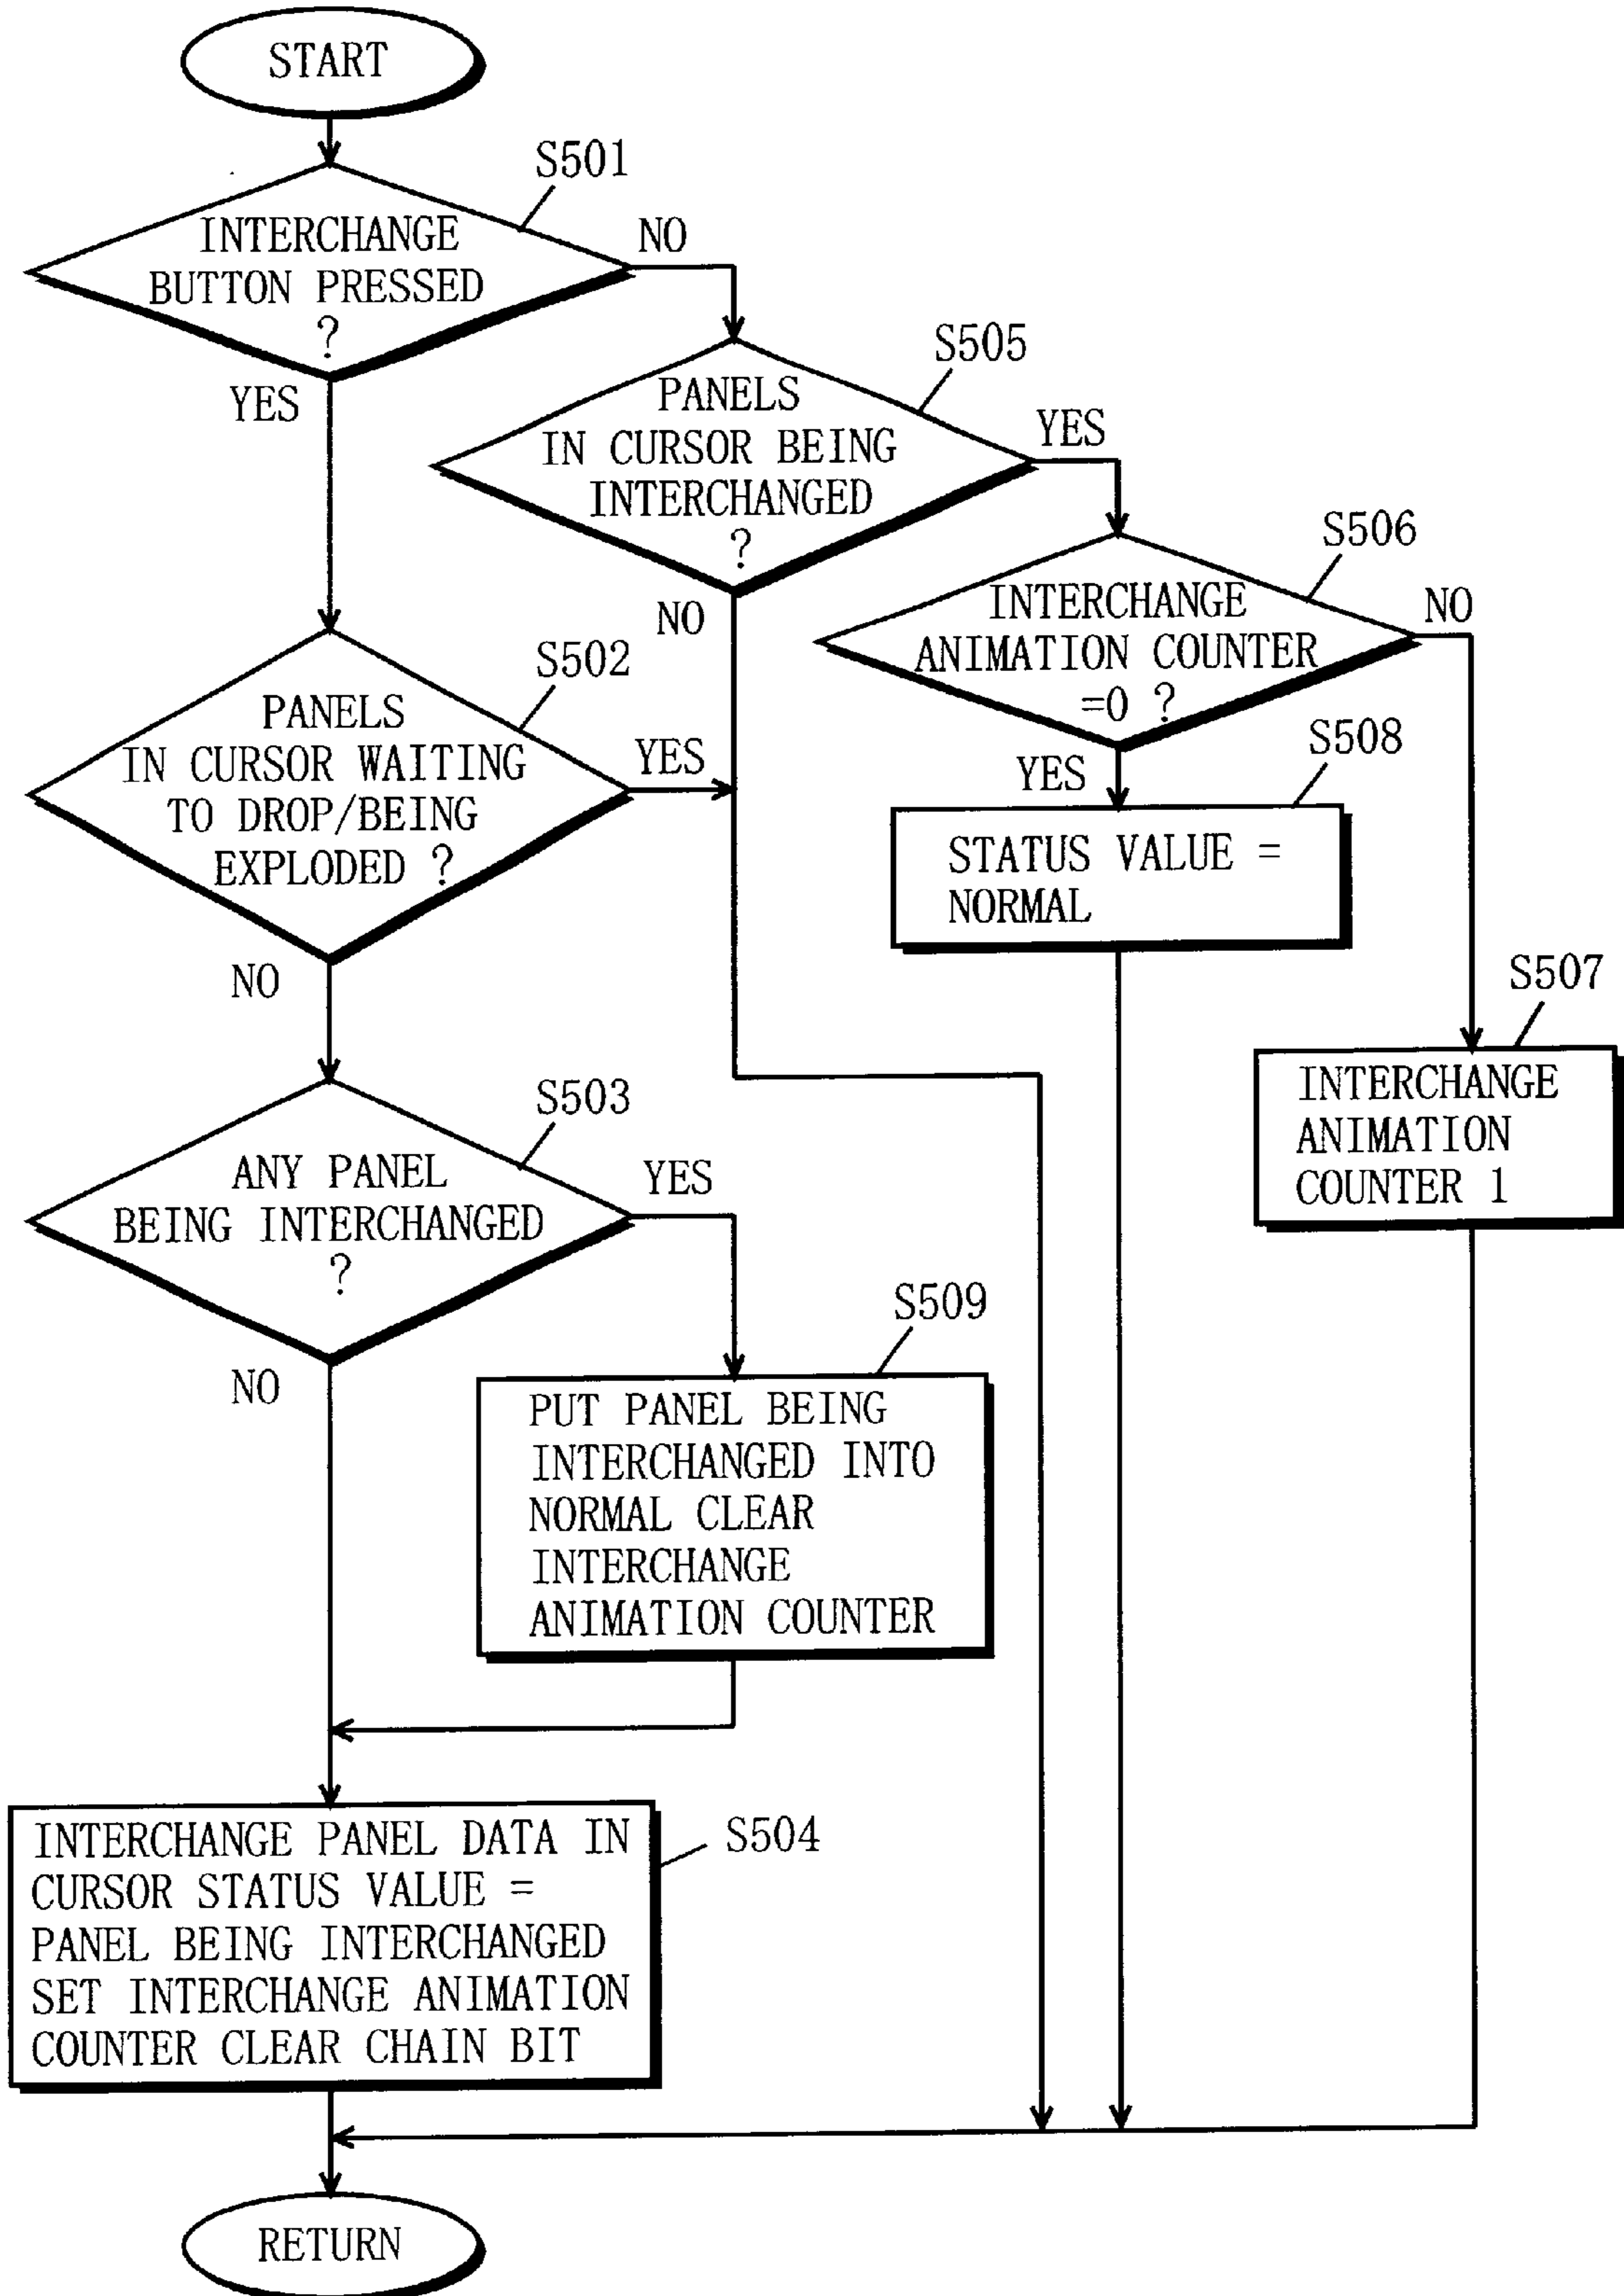 START
S501
INTERCHANGE
BUTTON PRESSED
?
NO
YES
S505
PANELS
IN CURSOR BEING
INTERCHANGED
?
YES
NO
S506
INTERCHANGE
ANIMATION COUNTER
=0 ?
NO
YES
S502
PANELS
IN CURSOR WAITING
TO DROP/BEING
EXPLODED ?
YES
NO
S508
STATUS VALUE =
NORMAL
S507
INTERCHANGE
ANIMATION
COUNTER 1
S503
ANY PANEL
BEING INTERCHANGED
?
YES
NO
S509
PUT PANEL BEING
INTERCHANGED INTO
NORMAL CLEAR
INTERCHANGE
ANIMATION COUNTER
S504
INTERCHANGE PANEL DATA IN
CURSOR STATUS VALUE =
PANEL BEING INTERCHANGED
SET INTERCHANGE ANIMATION
COUNTER CLEAR CHAIN BIT
RETURN